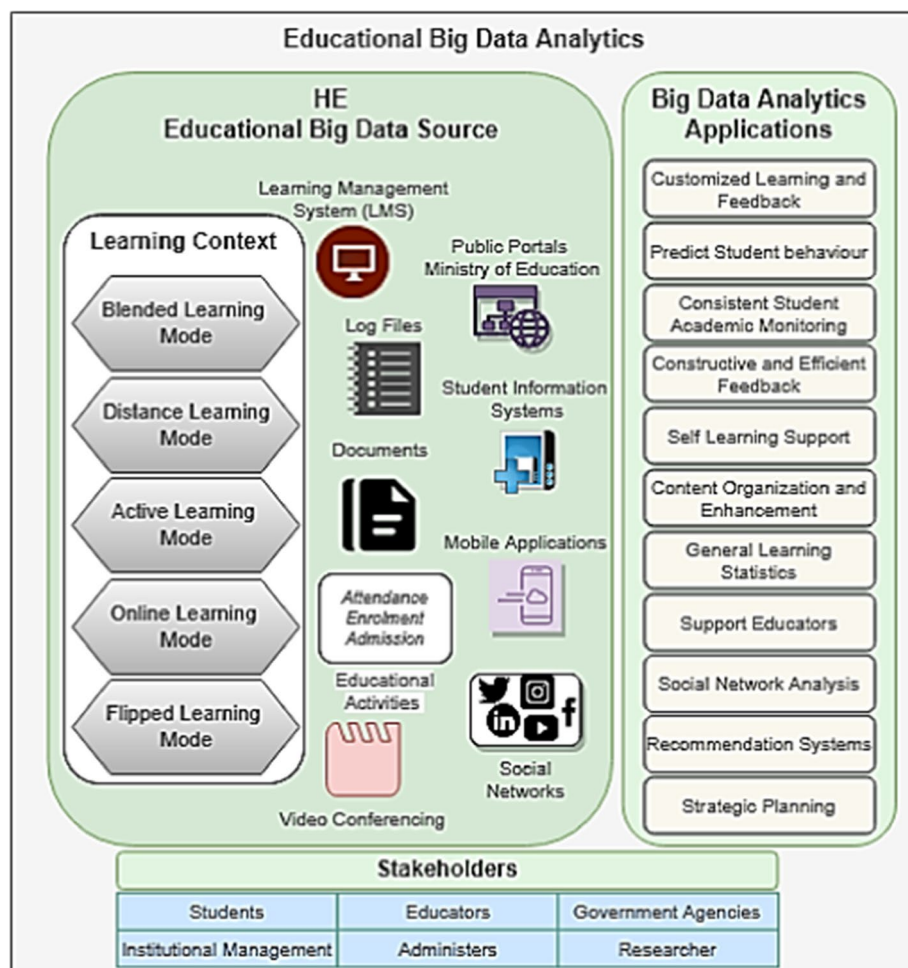 Educational Big Data Analytics
HE
Educational Big Data Source
Learning Context
Blended Learning
Mode
Distance Learning
Mode
Active Learning
Mode
Online Learning
Mode
Flipped Learning
Mode
Learning Management
System (LMS)
Log Files
Documents
Attendance
Enrolment
Admission
Educational
Activities
Video Conferencing
Public Portals
Ministry of Education
Student Information
Systems
Mobile Applications
in
f
Social
Networks
Big Data Analytics
Applications
Customized Learning and
Feedback
Predict Student behaviour
Consistent Student
Academic Monitoring
Constructive and Efficient
Feedback
Self Learning Support
Content Organization and
Enhancement
General Learning
Statistics
Support Educators
Social Network Analysis
Recommendation Systems
Strategic Planning
Stakeholders
Students
Educators
Government Agencies
Institutional Management
Administers
Researcher